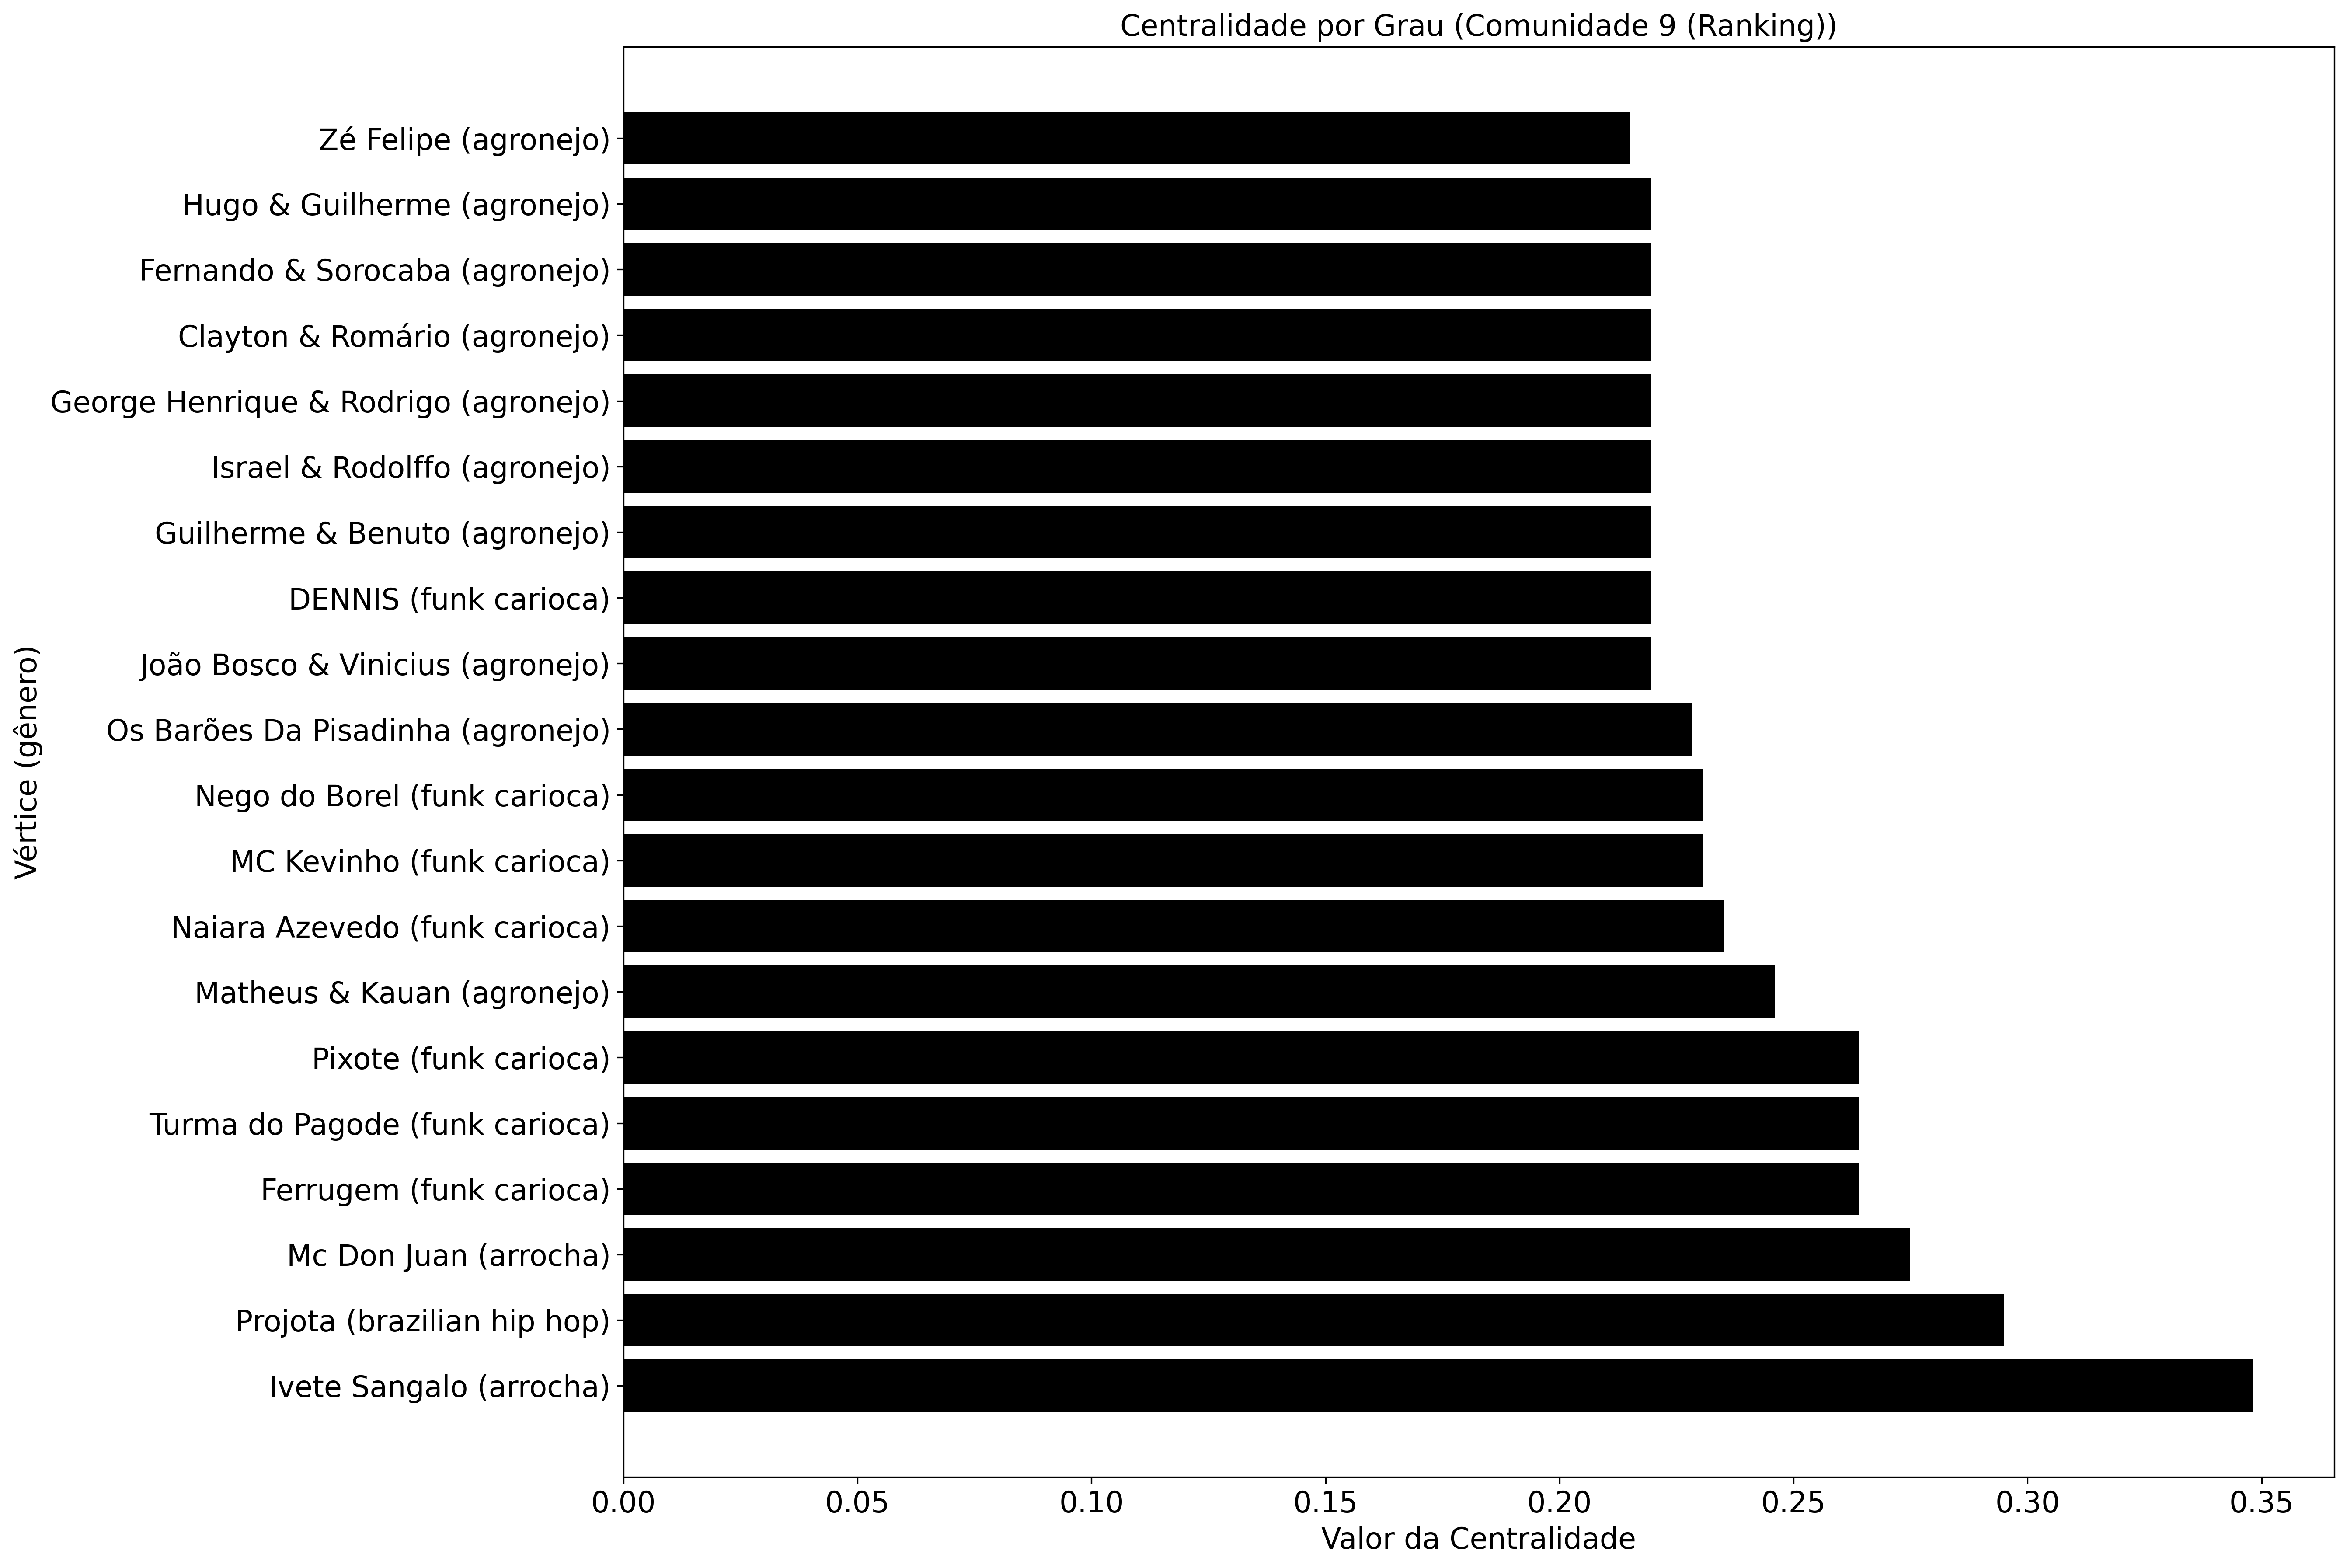 Centralidade por Grau (Comunidade 9 (Ranking))
Vértice (gênero)
Zé Felipe (agronejo)
Hugo & Guilherme (agronejo)
Fernando & Sorocaba (agronejo)
Clayton & Romário (agronejo)
George Henrique & Rodrigo (agronejo)
Israel & Rodolffo (agronejo)
Guilherme & Benuto (agronejo)
DENNIS (funk carioca)
João Bosco & Vinicius (agronejo)
Os Barões Da Pisadinha (agronejo)
Nego do Borel (funk carioca)
MC Kevinho (funk carioca)
Naiara Azevedo (funk carioca)
Matheus & Kauan (agronejo)
Pixote (funk carioca)
Turma do Pagode (funk carioca)
Ferrugem (funk carioca)
Mc Don Juan (arrocha)
Projota (brazilian hip hop)
Ivete Sangalo (arrocha)
0.00 0.05 0.10 0.15 0.20 0.25 0.30 0.35
Valor da Centralidade